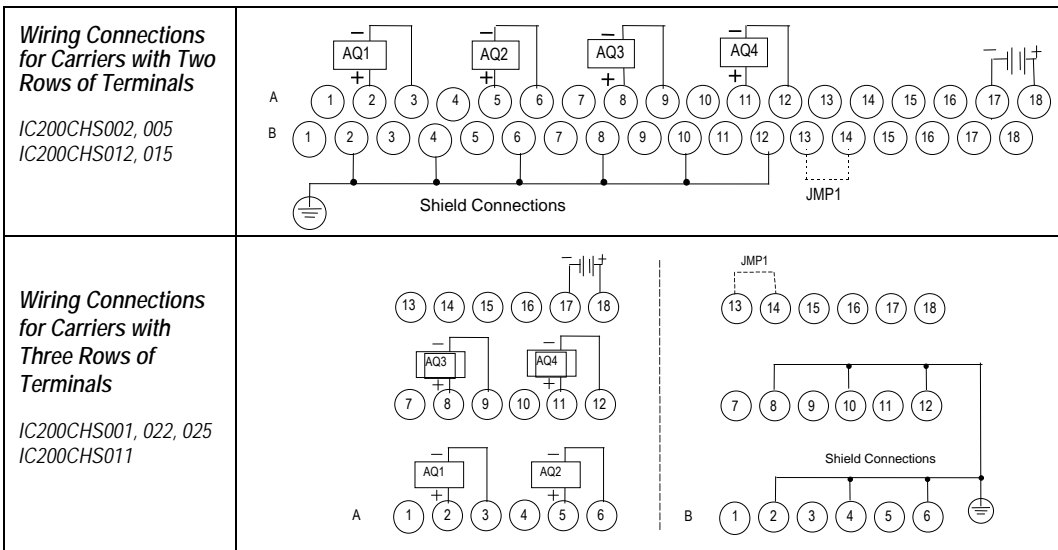 Wiring Connections
for Carriers with Two
Rows of Terminals
IC200CHS002, 005
IC200CHS012, 015
− − − − − +
AQ1 AQ2 AQ3 AQ4
+ + + +
A 1 2 3 4 5 6 7 8 9 10 11 12 13 14 15 16 17 18
B 1 2 3 4 5 6 7 8 9 10 11 12 13 14 15 16 17 18
Shield Connections
JMP1
Wiring Connections
for Carriers with
Three Rows of
Terminals
IC200CHS001, 022, 025
IC200CHS011
− +
13 14 15 16 17 18
− −
AQ3 AQ4
+ +
7 8 9 10 11 12
− −
AQ1 AQ2
+ +
A 1 2 3 4 5 6
JMP1
13 14 15 16 17 18
7 8 9 10 11 12
Shield Connections
B 1 2 3 4 5 6